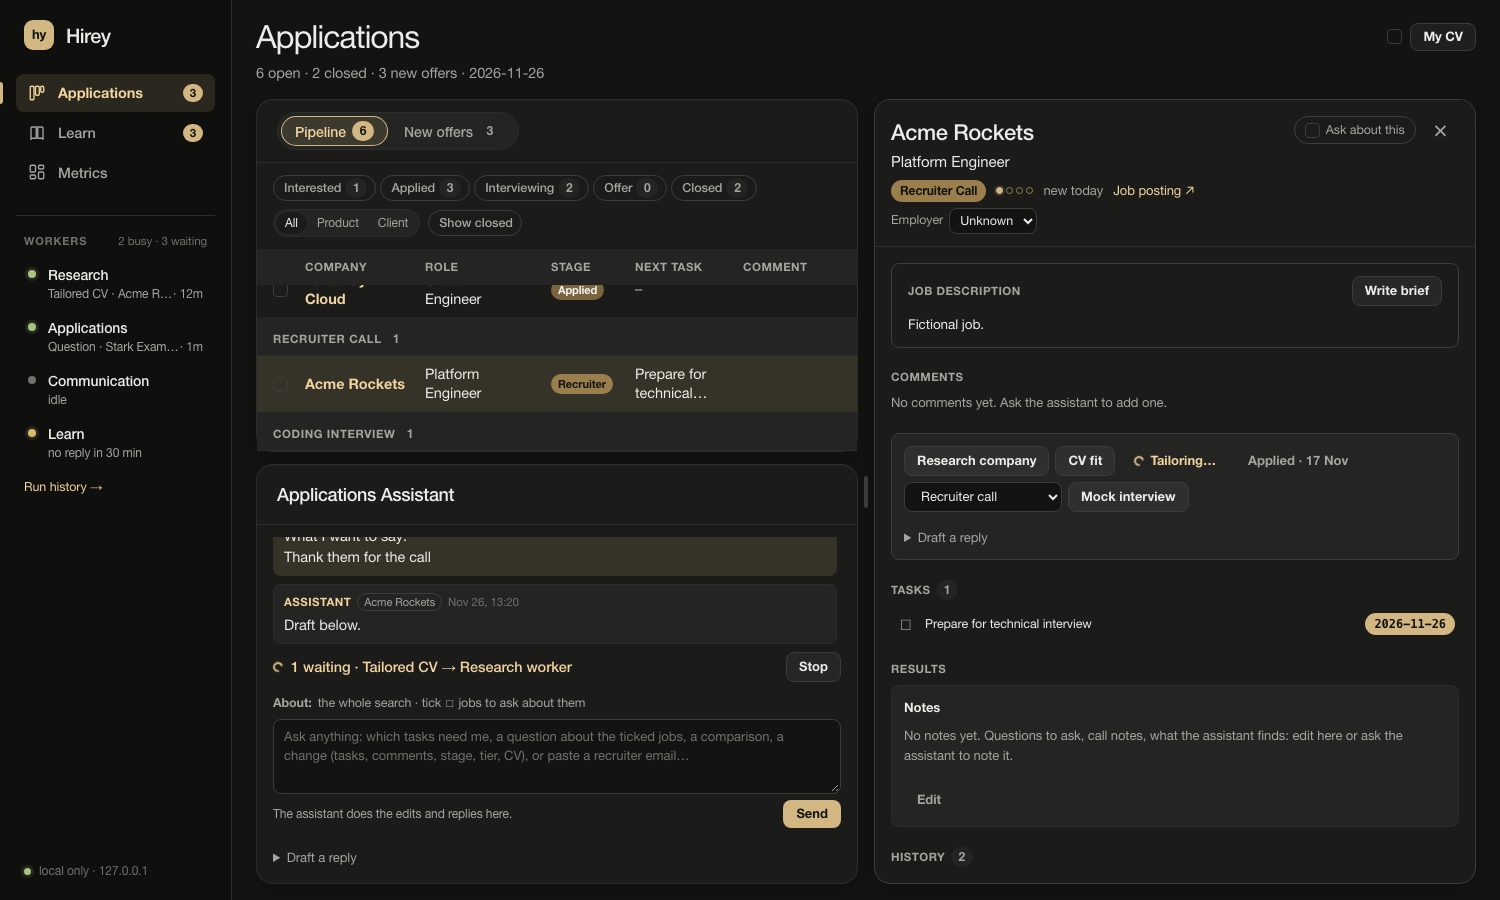 hy Hirey
Applications 3
Learn 3
Metrics
WORKERS 2 busy · 3 waiting
Research
Tailored CV · Acme R… · 12m
Applications
Question · Stark Exam… · 1m
Communication
idle
Learn
no reply in 30 min
Run history →
local only · 127.0.0.1
Applications
6 open · 2 closed · 3 new offers · 2026-11-26
My CV
Pipeline 6 New offers 3
Interested 1 Applied 3 Interviewing 2 Offer 0 Closed 2
All Product Client Show closed
COMPANY ROLE STAGE NEXT TASK COMMENT
Cloud Engineer Applied –
RECRUITER CALL 1
Acme Rockets Platform Engineer Recruiter Prepare for technical…
CODING INTERVIEW 1
Applications Assistant
What I want to say:
Thank them for the call
ASSISTANT Acme Rockets Nov 26, 13:20
Draft below.
1 waiting · Tailored CV → Research worker Stop
About: the whole search · tick □ jobs to ask about them
Ask anything: which tasks need me, a question about the ticked jobs, a comparison, a
change (tasks, comments, stage, tier, CV), or paste a recruiter email…
The assistant does the edits and replies here. Send
▶ Draft a reply
Acme Rockets Ask about this ✕
Platform Engineer
Recruiter Call new today Job posting ↗
Employer Unknown
JOB DESCRIPTION Write brief
Fictional job.
COMMENTS
No comments yet. Ask the assistant to add one.
Research company CV fit Tailoring… Applied · 17 Nov
Recruiter call Mock interview
▶ Draft a reply
TASKS 1
Prepare for technical interview 2026-11-26
RESULTS
Notes
No notes yet. Questions to ask, call notes, what the assistant finds: edit here or ask the
assistant to note it.
Edit
HISTORY 2